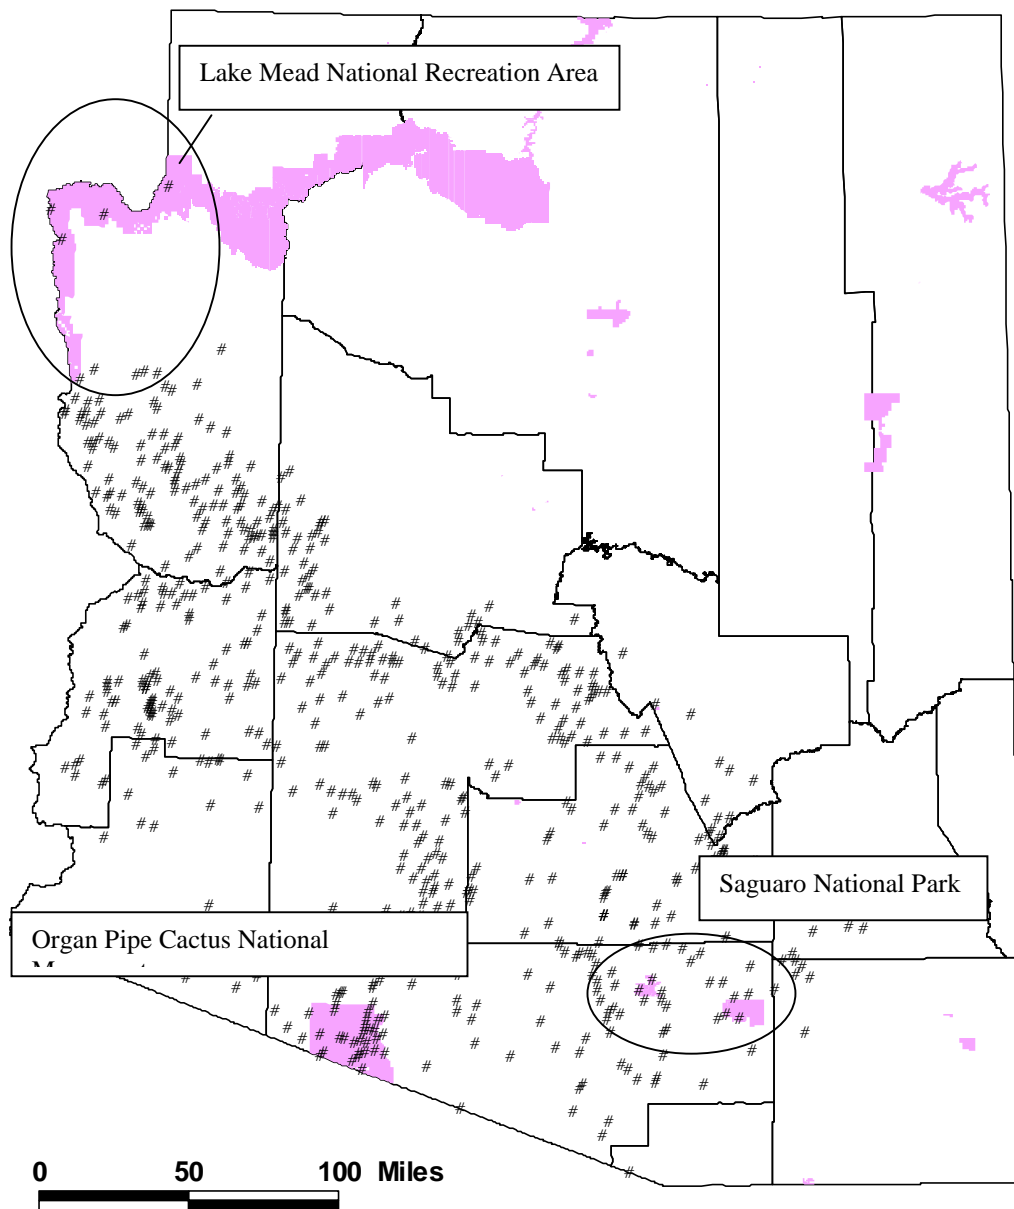 Lake Mead National Recreation Area
Saguaro National Park
Organ Pipe Cactus National
0 50 100 Miles